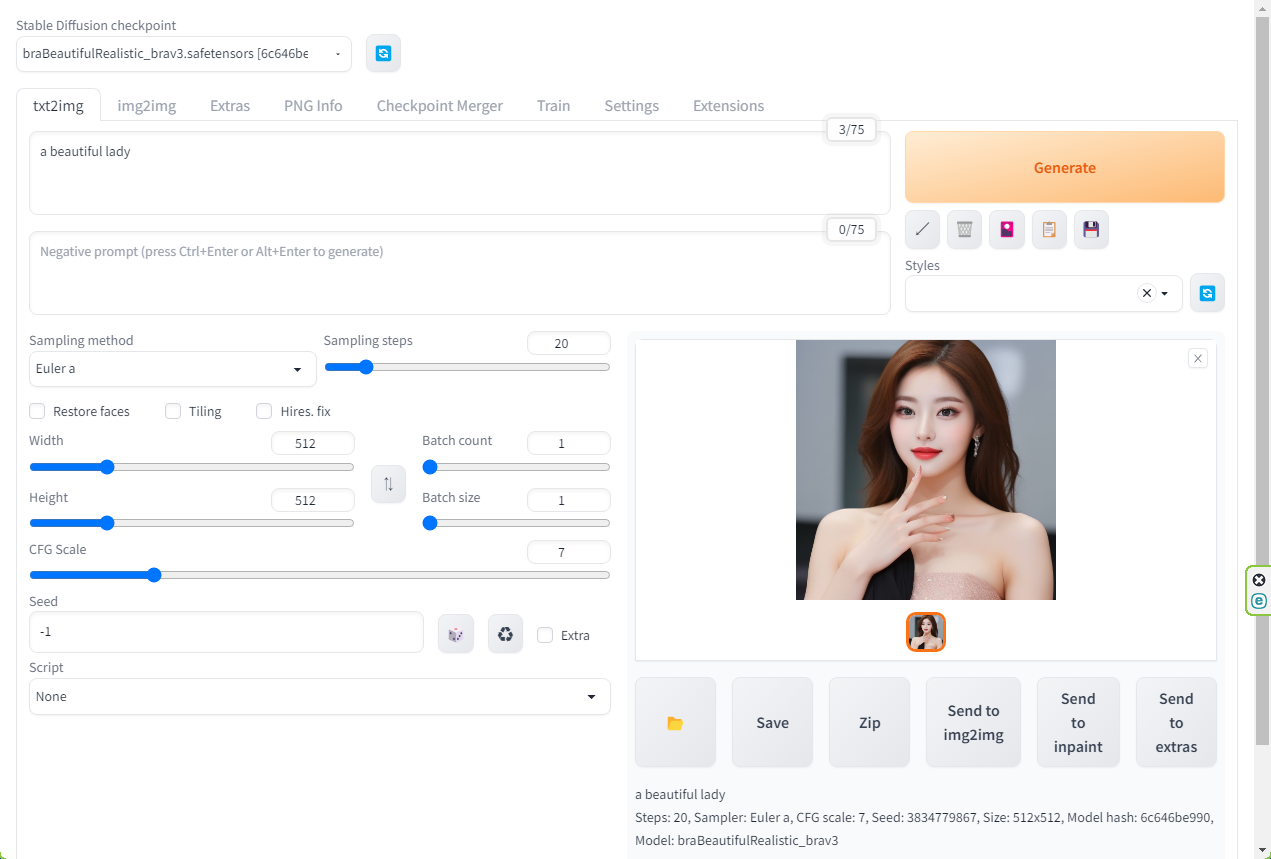 Stable Diffusion checkpoint
braBeautifulRealistic_brav3.safetensors [6c646be
txt2img img2img Extras PNG Info Checkpoint Merger Train Settings Extensions
3/75
a beautiful lady
Generate
0/75
Negative prompt (press Ctrl+Enter or Alt+Enter to generate)
Styles
Sampling method
Euler a
Sampling steps
20
Restore faces Tiling Hires. fix
Width
512
Batch count
1
Height
512
Batch size
1
CFG Scale
7
Seed
-1
Extra
Script
None
Save
Zip
Send to
img2img
Send
to
inpaint
Send
to
extras
a beautiful lady
Steps: 20, Sampler: Euler a, CFG scale: 7, Seed: 3834779867, Size: 512x512, Model hash: 6c646be990,
Model: braBeautifulRealistic_brav3